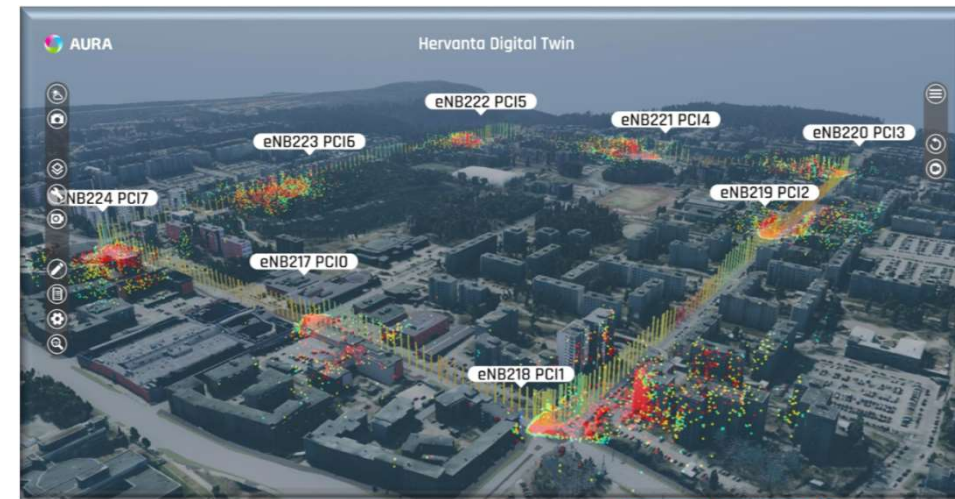 AURA
Hervanta Digital Twin
eNB222 PCI5
eNB221 PCI4
eNB220 PCI3
eNB223 PCI6
eNB219 PCI2
NB224 PCI7
eNB217 PCI0
eNB218 PCI1